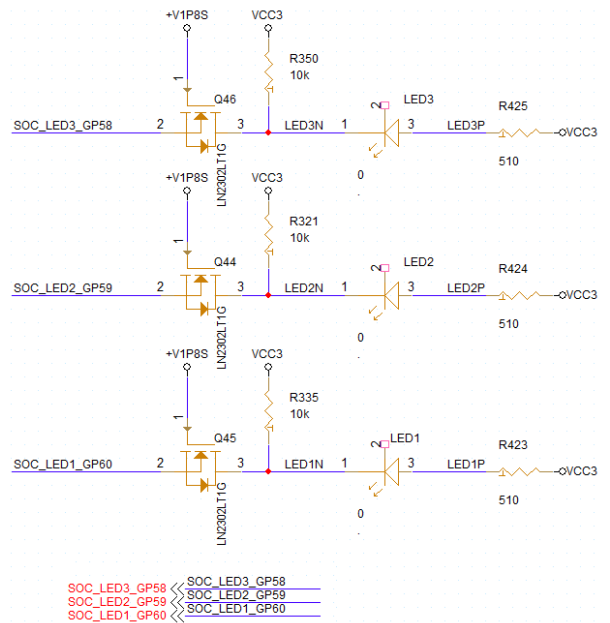 +V1P8S VCC3
R350
10k
1
Q46
SOC_LED3_GP58 2 3 LED3N 1 2 LED3 3 LED3P R425 VCC3
LN2302LT1G
510
0
+V1P8S VCC3
R321
10k
1
Q44
SOC_LED2_GP59 2 3 LED2N 1 2 LED2 3 LED2P R424 VCC3
LN2302LT1G
510
0
+V1P8S VCC3
R335
10k
1
Q45
SOC_LED1_GP60 2 3 LED1N 1 2 LED1 3 LED1P R423 VCC3
LN2302LT1G
510
0
SOC_LED3_GP58 SOC_LED3_GP58
SOC_LED2_GP59 SOC_LED2_GP59
SOC_LED1_GP60 SOC_LED1_GP60